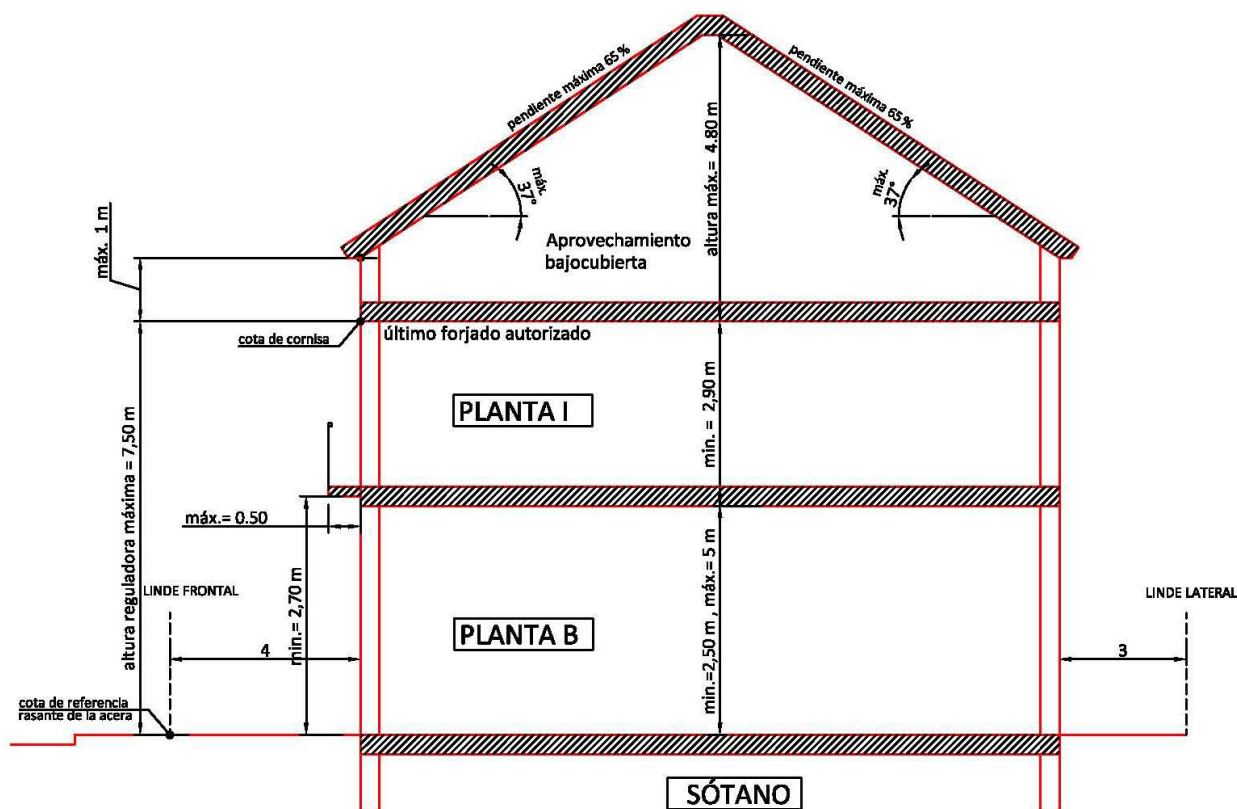 pendiente máxima 65%
pendiente máxima 65%
altura máx.= 4.80 m
máx.
37°
máx.
37°
máx. 1 m
Aprovechamiento
bajocubierta
cota de cornisa
último forjado autorizado
altura reguladora máxima = 7,50 m
PLANTA I
min.= 2,90 m
máx.= 0.50
LINDE FRONTAL
LINDE LATERAL
min.= 2,70 m
min.=2,50 m , máx.= 5 m
PLANTA B
4
3
cota de referencia
rasante de la acera
SÓTANO